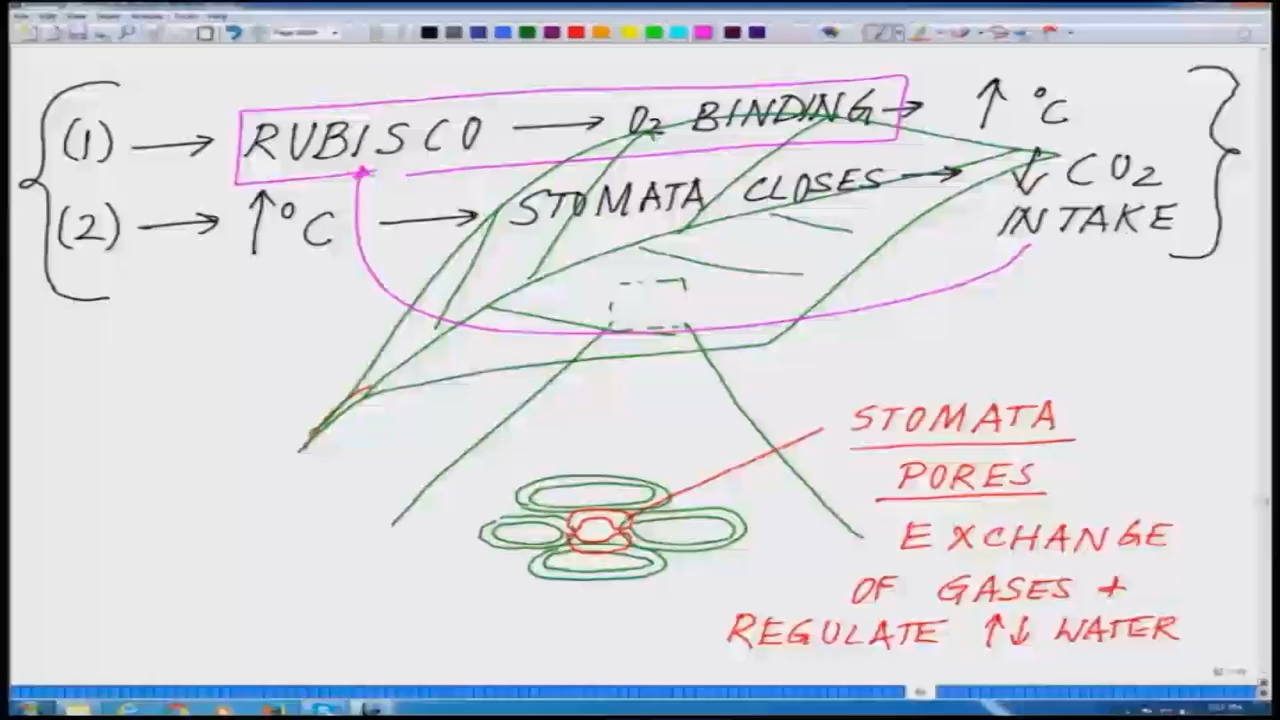 (1) → RUBISCO → O2 BINDING → ↑ °C
(2) → ↑ °C → STOMATA CLOSES → ↓ CO2
INTAKE
STOMATA
PORES
EXCHANGE
OF GASES +
REGULATE ↑↓ WATER